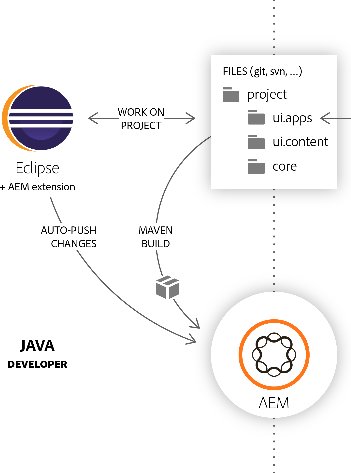 FILES (git, svn, ...)
project
WORK ON
PROJECT
ui.apps
ui.content
Eclipse
core
+ AEM extension
AUTO-PUSH
CHANGES
MAVEN
BUILD
JAVA
DEVELOPER
AEM